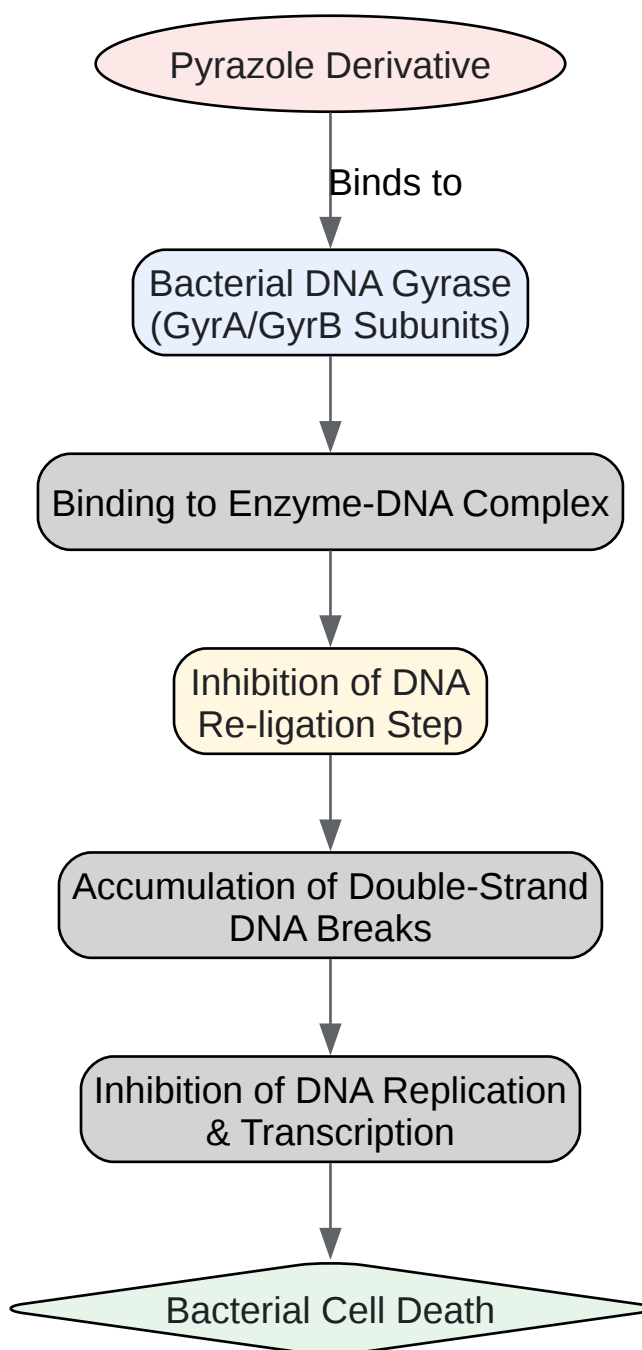 Pyrazole Derivative
Binds to
Bacterial DNA Gyrase
(GyrA/GyrB Subunits)
Binding to Enzyme-DNA Complex
Inhibition of DNA
Re-ligation Step
Accumulation of Double-Strand
DNA Breaks
Inhibition of DNA Replication
& Transcription
Bacterial Cell Death